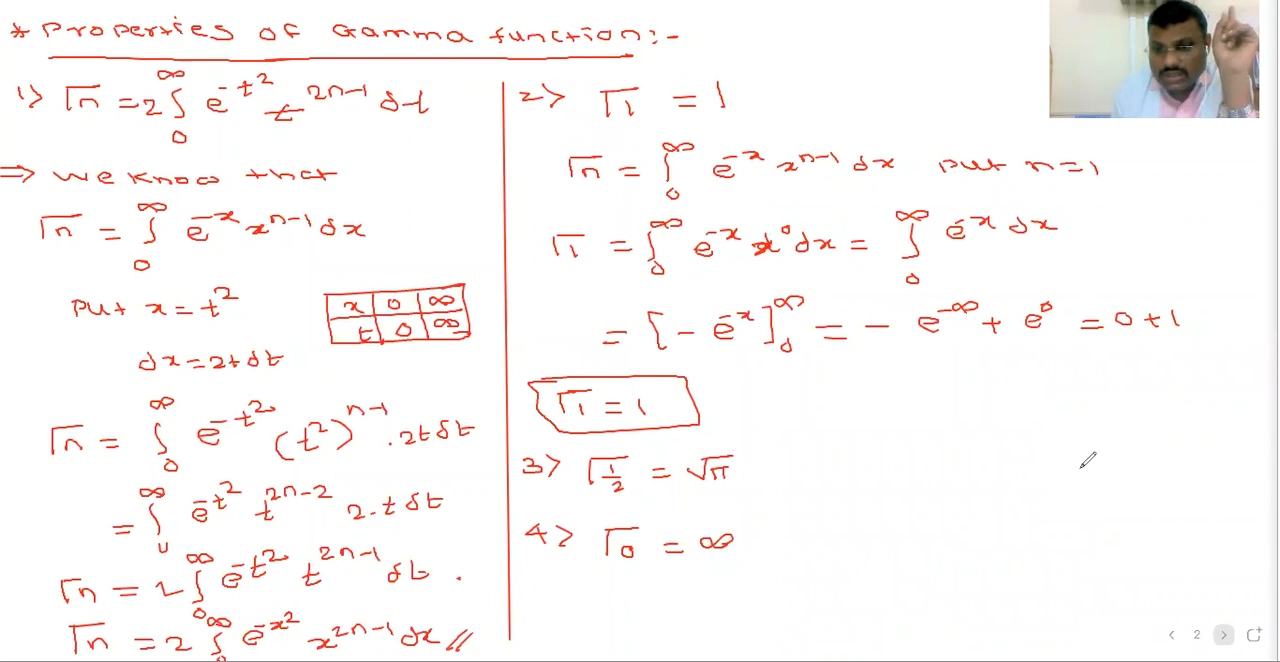 * Properties of Gamma function:-
1> Γn = 2 ∫₀^∞ e^{-t²} t^{2n-1} dt
⇒ We know that
Γn = ∫₀^∞ e^{-x} x^{n-1} dx
Put x = t²
x 0 ∞
t 0 ∞
dx = 2t dt
Γn = ∫₀^∞ e^{-t²} (t²)^{n-1} . 2t dt
= ∫₀^∞ e^{-t²} t^{2n-2} 2.t dt
Γn = 2 ∫₀^∞ e^{-t²} t^{2n-1} dt .
Γn = 2 ∫₀^∞ e^{-x²} x^{2n-1} dx //
2> Γ1 = 1
Γn = ∫₀^∞ e^{-x} x^{n-1} dx Put n=1
Γ1 = ∫₀^∞ e^{-x} x⁰ dx = ∫₀^∞ e^{-x} dx
= [- e^{-x}]₀^∞ = - e^{-∞} + e⁰ = 0+1
Γ1 = 1
3> Γ1/2 = √π
4> Γ0 = ∞
2